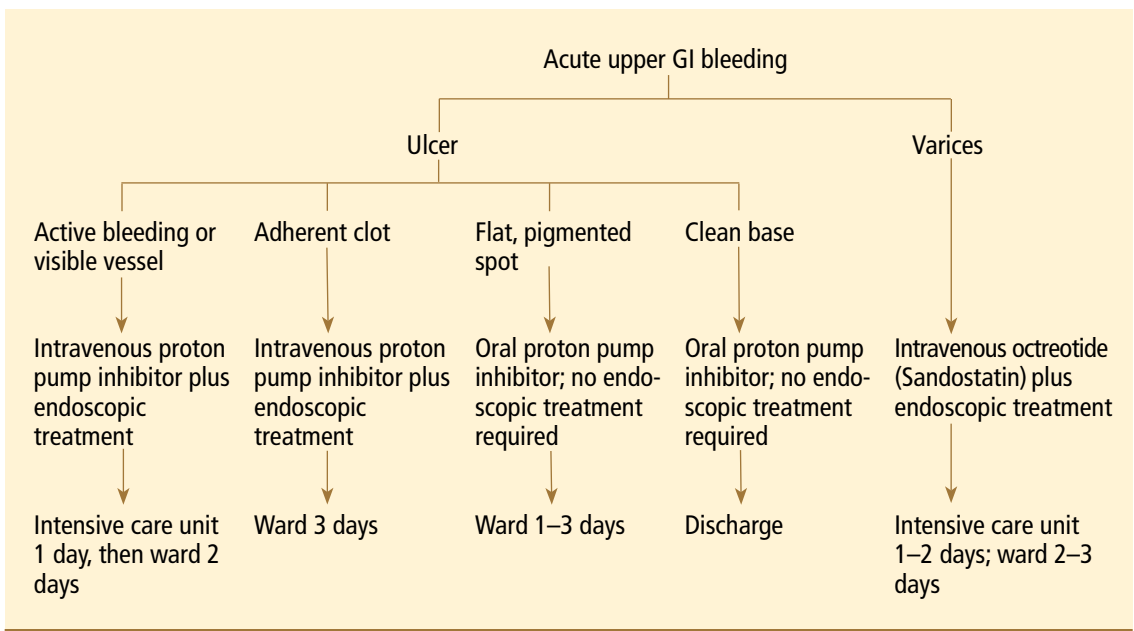 Acute upper GI bleeding
Ulcer
Varices
Active bleeding or
visible vessel
Adherent clot
Flat, pigmented
spot
Clean base
Intravenous proton
pump inhibitor plus
endoscopic
treatment
Intravenous proton
pump inhibitor plus
endoscopic
treatment
Oral proton pump
inhibitor; no endo-
scopic treatment
required
Oral proton pump
inhibitor; no endo-
scopic treatment
required
Intravenous octreotide
(Sandostatin) plus
endoscopic treatment
Intensive care unit
1 day, then ward 2
days
Ward 3 days
Ward 1–3 days
Discharge
Intensive care unit
1–2 days; ward 2–3
days